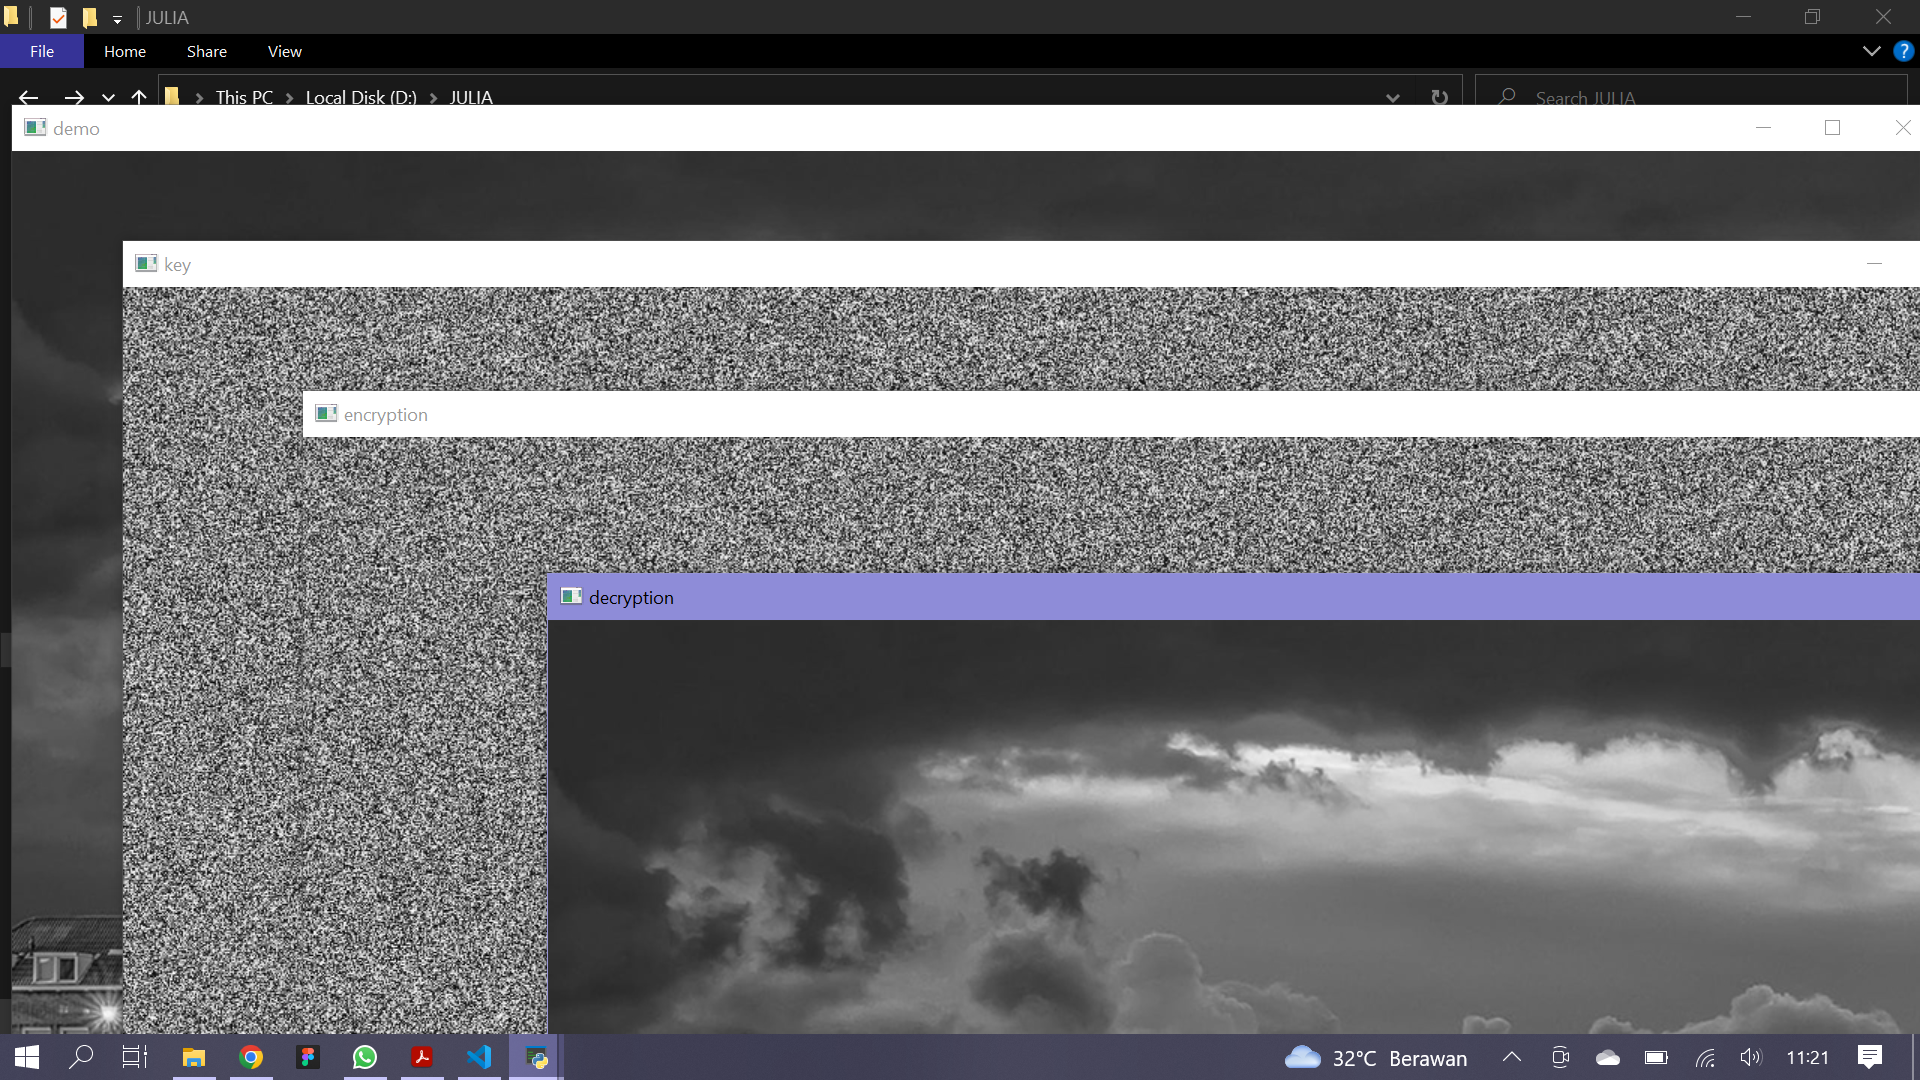 JULIA
File Home Share View
This PC Local Disk (D:) JULIA Search JULIA
demo
key
encryption
decryption
32°C Berawan 11:21